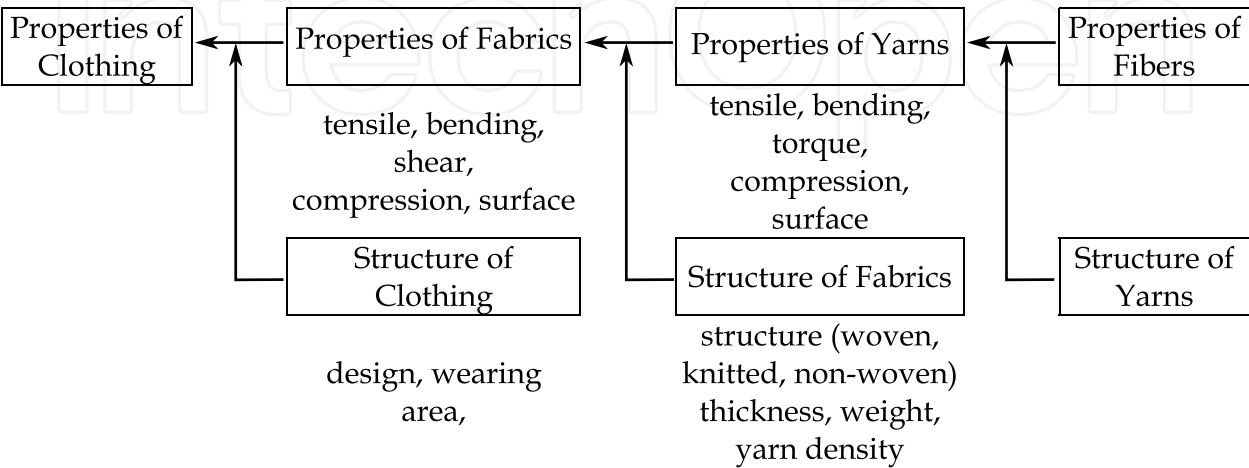 Properties of
Clothing
Properties of Fabrics
Properties of Yarns
Properties of
Fibers
tensile, bending,
shear,
compression, surface
tensile, bending,
torque,
compression,
surface
Structure of
Clothing
Structure of Fabrics
Structure of
Yarns
design, wearing
area,
structure (woven,
knitted, non-woven)
thickness, weight,
yarn density
IntechOpen